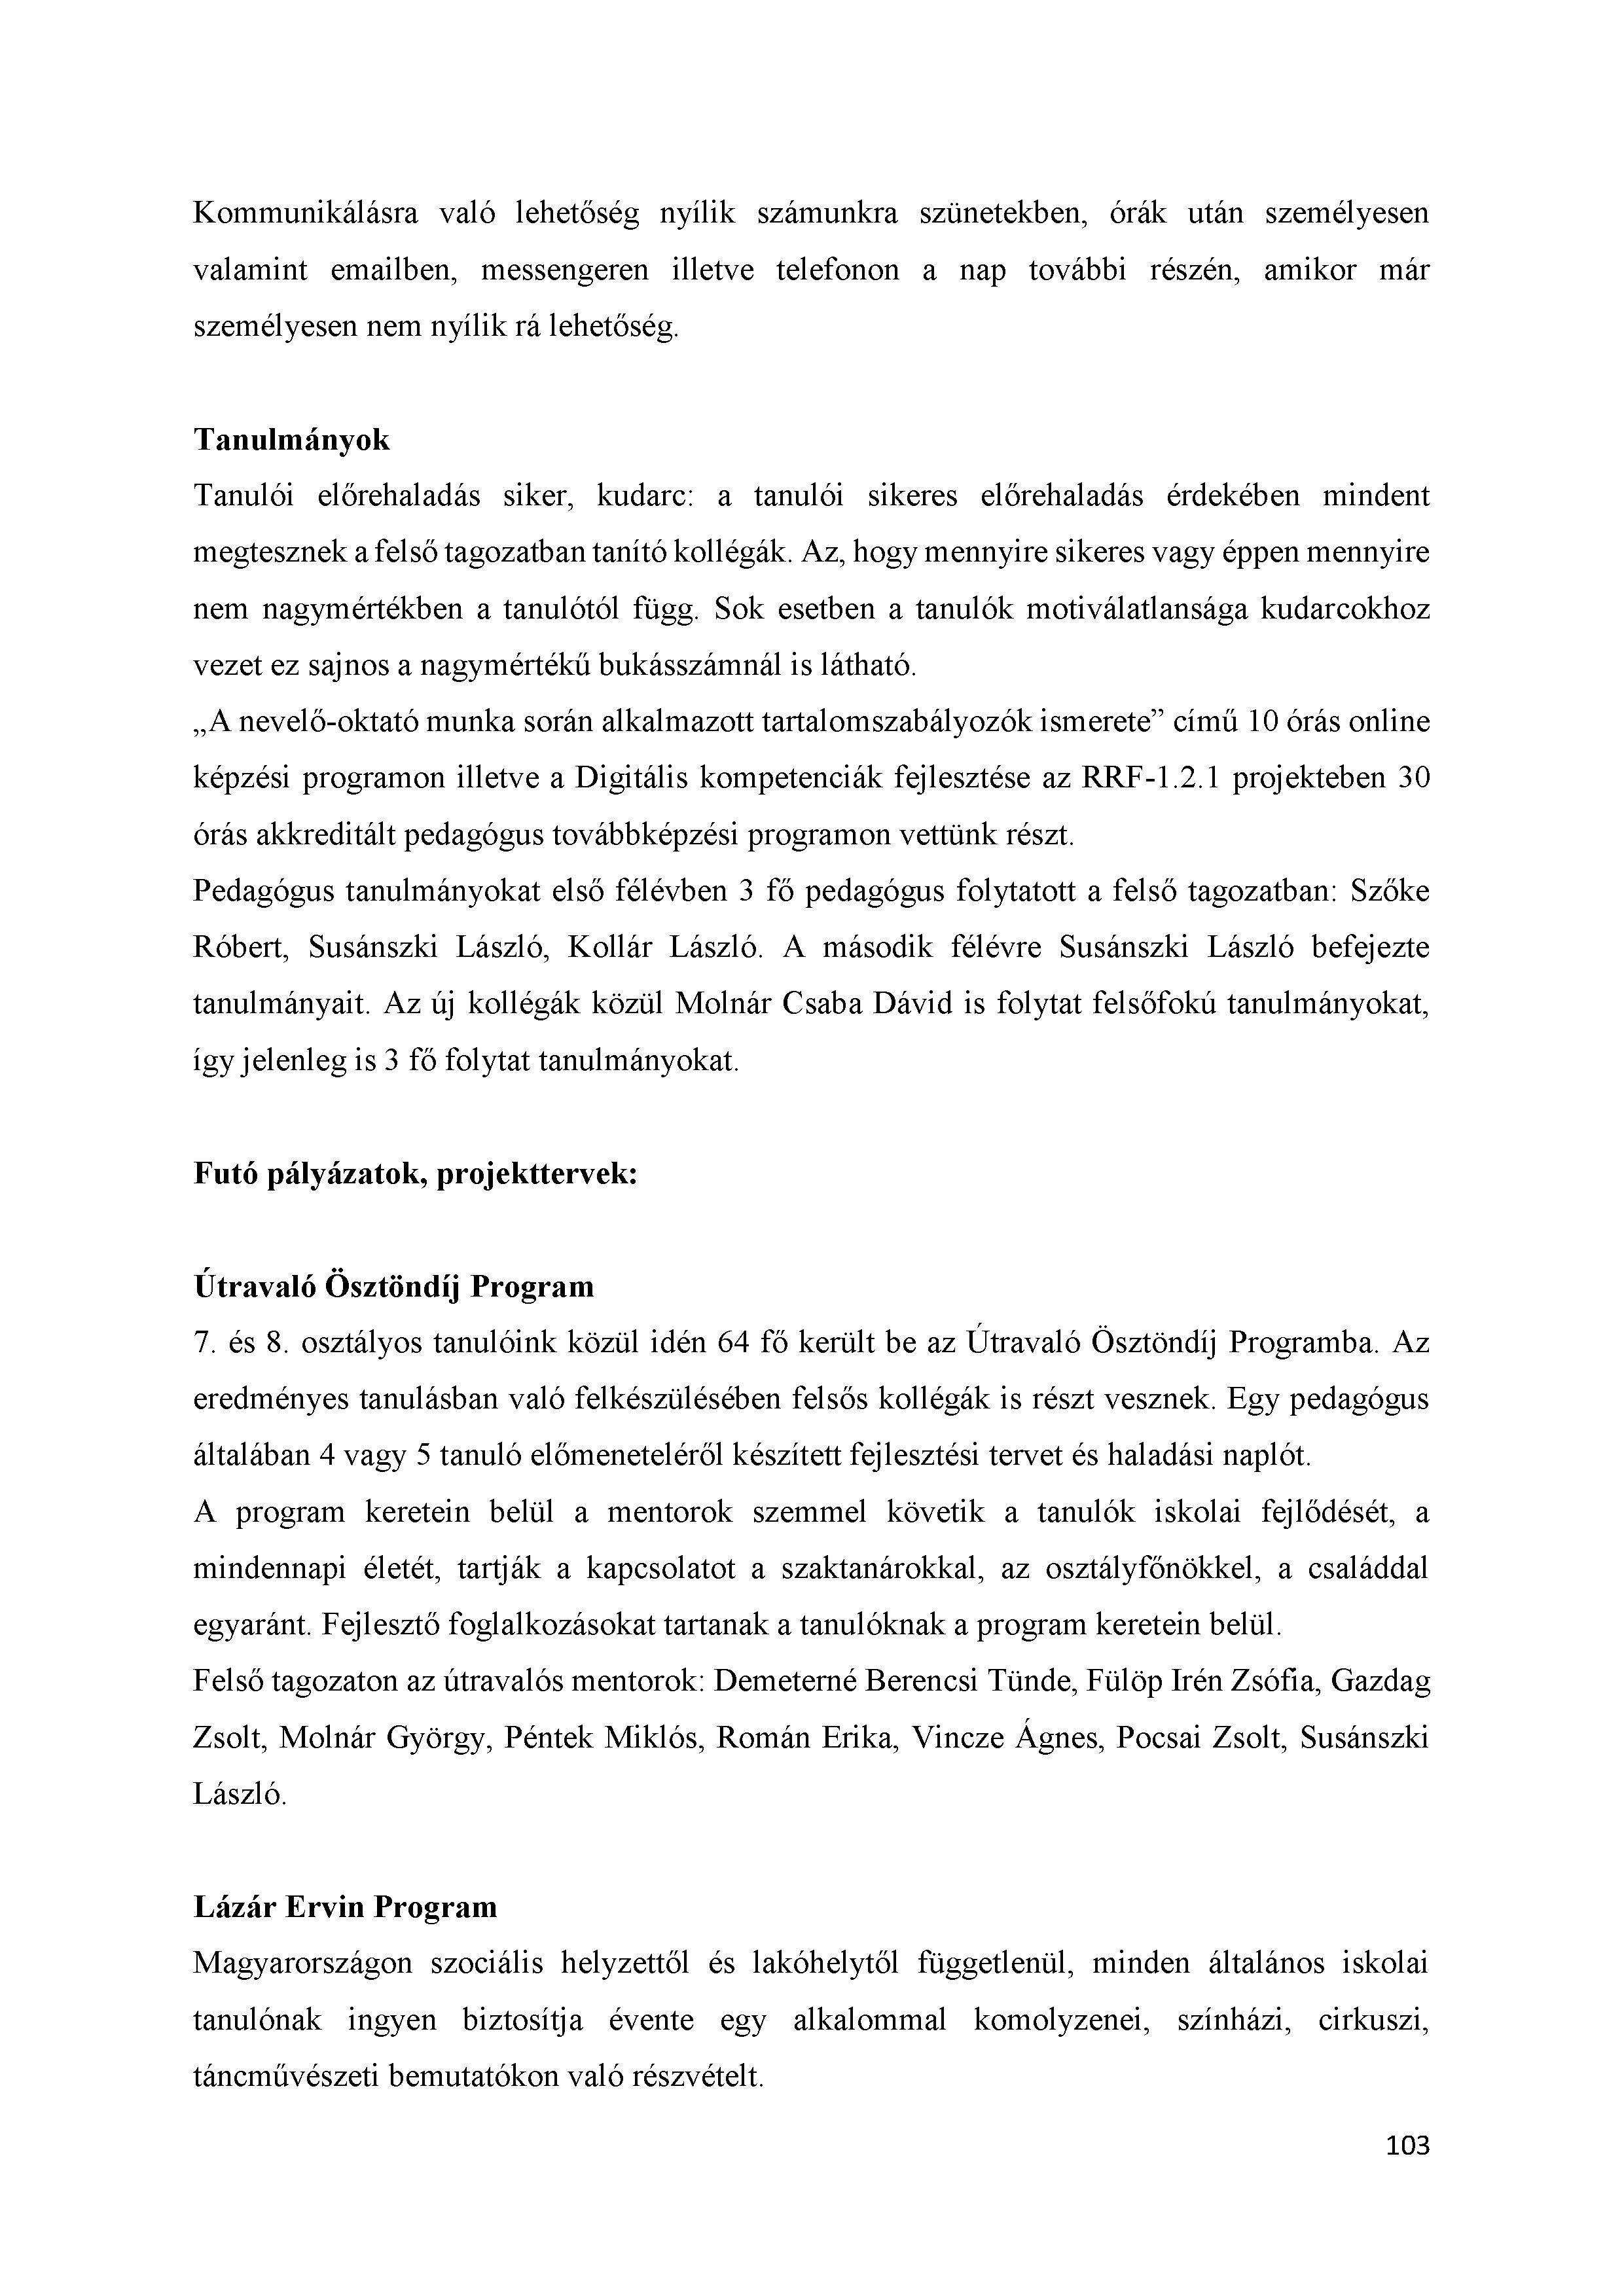 Kommunikálásra való lehetőség nyílik számunkra szünetekben, órák után személyesen
valamint emailben, messengeren illetve telefonon a nap további részén, amikor már
személyesen nem nyílik rá lehetőség.
Tanulmányok
Tanulói előrehaladás siker, kudarc: a tanulói sikeres előrehaladás érdekében mindent
megtesznek a felső tagozatban tanító kollégák. Az, hogy mennyire sikeres vagy éppen mennyire
nem nagymértékben a tanulótól függ. Sok esetben a tanulók motiválatlansága kudarcokhoz
vezet ez sajnos a nagymértékű bukásszámnál is látható.
„A nevelő-oktató munka során alkalmazott tartalomszabályozók ismerete” című 10 órás online
képzési programon illetve a Digitális kompetenciák fejlesztése az RRF-1.2.1 projekteben 30
órás akkreditált pedagógus továbbképzési programon vettünk részt.
Pedagógus tanulmányokat első félévben 3 fő pedagógus folytatott a felső tagozatban: Szőke
Róbert, Susánszki László, Kollár László. A második félévre Susánszki László befejezte
tanulmányait. Az új kollégák közül Molnár Csaba Dávid is folytat felsőfokú tanulmányokat,
így jelenleg is 3 fő folytat tanulmányokat.
Futó pályázatok, projekttervek:
Útravaló Ösztöndíj Program
7. és 8. osztályos tanulóink közül idén 64 fő került be az Útravaló Ösztöndíj Programba. Az
eredményes tanulásban való felkészülésében felsős kollégák is részt vesznek. Egy pedagógus
általában 4 vagy 5 tanuló előmeneteléről készített fejlesztési tervet és haladási naplót.
A program keretein belül a mentorok szemmel követik a tanulók iskolai fejlődését, a
mindennapi életét, tartják a kapcsolatot a szaktanárokkal, az osztályfőnökkel, a családdal
egyaránt. Fejlesztő foglalkozásokat tartanak a tanulóknak a program keretein belül.
Felső tagozaton az útravalós mentorok: Demeterné Berencsi Tünde, Fülöp Irén Zsófia, Gazdag
Zsolt, Molnár György, Péntek Miklós, Román Erika, Vincze Ágnes, Pocsai Zsolt, Susánszki
László.
Lázár Ervin Program
Magyarországon szociális helyzettől és lakóhelytől függetlenül, minden általános iskolai
tanulónak ingyen biztosítja évente egy alkalommal komolyzenei, színházi, cirkuszi,
táncművészeti bemutatókon való részvételt.
103